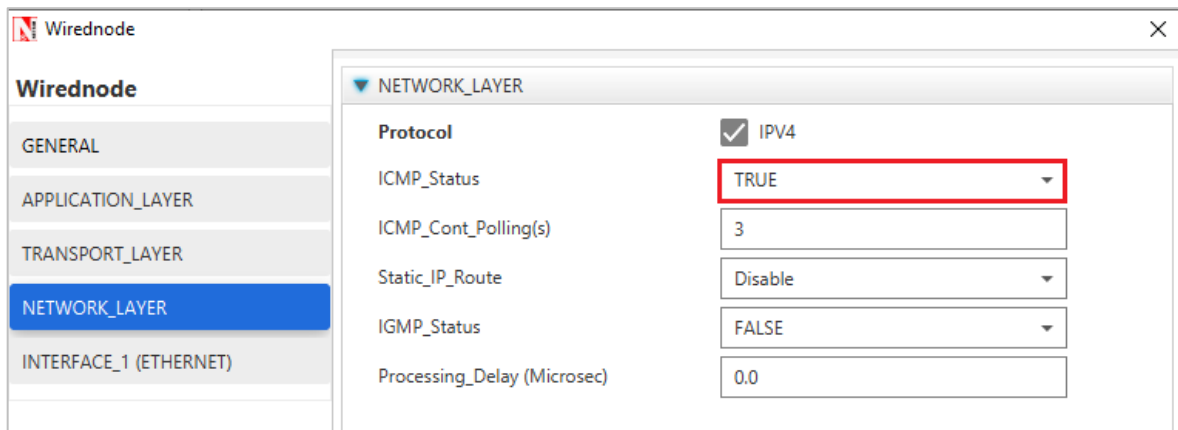 Wirednode
Wirednode
GENERAL
APPLICATION_LAYER
TRANSPORT_LAYER
NETWORK_LAYER
INTERFACE_1 (ETHERNET)
NETWORK_LAYER
Protocol IPV4
ICMP_Status TRUE
ICMP_Cont_Polling(s) 3
Static_IP_Route Disable
IGMP_Status FALSE
Processing_Delay (Microsec) 0.0